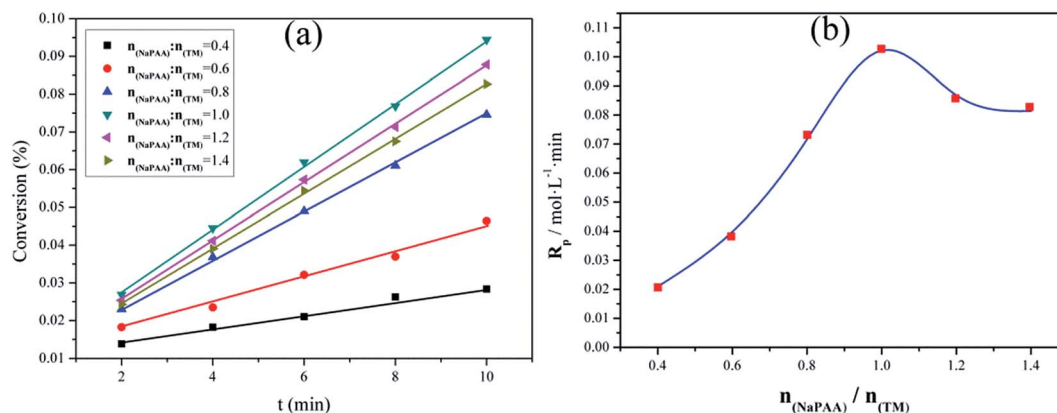 (a)
0.10
0.09
0.08
0.07
0.06
0.05
0.04
0.03
0.02
0.01
Conversion (%)
n(NaPAA):n(TM)=0.4
n(NaPAA):n(TM)=0.6
n(NaPAA):n(TM)=0.8
n(NaPAA):n(TM)=1.0
n(NaPAA):n(TM)=1.2
n(NaPAA):n(TM)=1.4
2 4 6 8 10
t (min)
(b)
0.11
0.10
0.09
0.08
0.07
0.06
0.05
0.04
0.03
0.02
0.01
0.00
Rp / mol·L-1·min
0.4 0.6 0.8 1.0 1.2 1.4
n(NaPAA) / n(TM)